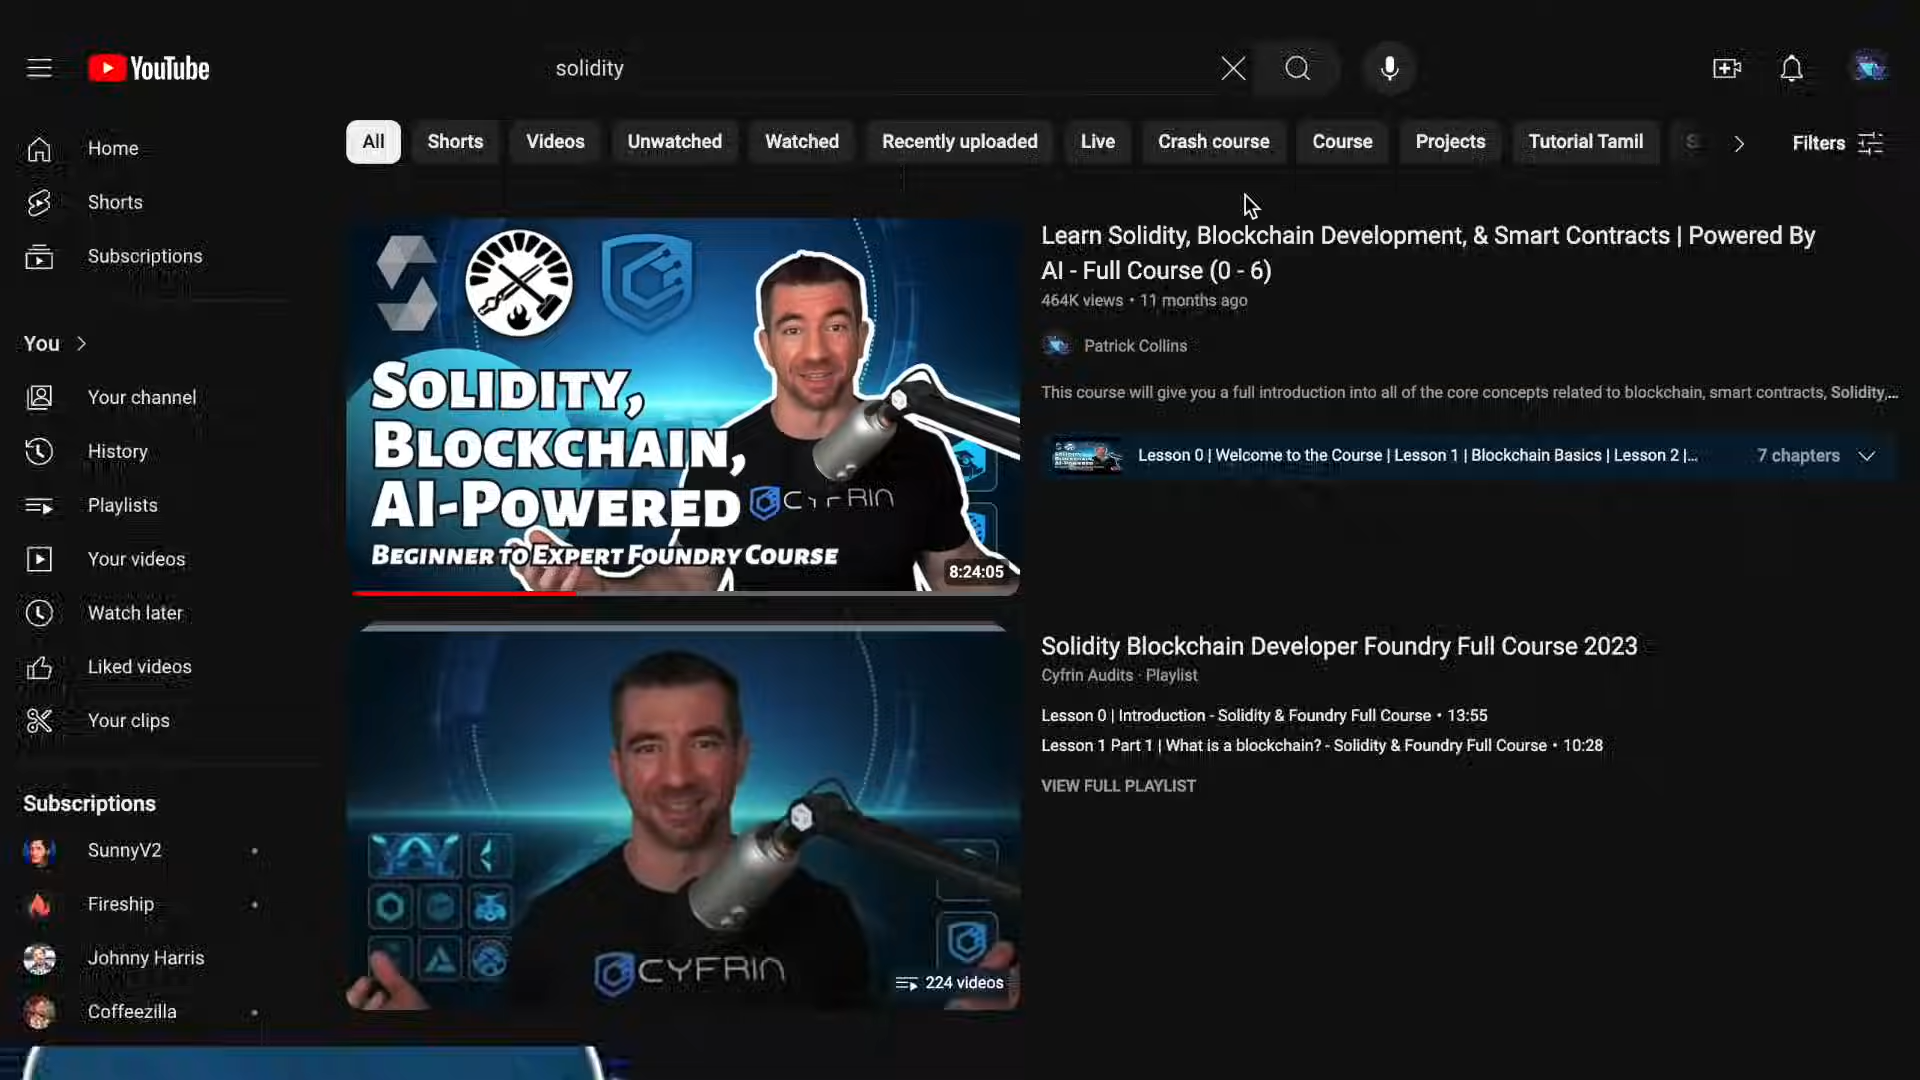 YouTube
solidity
All
Shorts
Videos
Unwatched
Watched
Recently uploaded
Live
Crash course
Course
Projects
Tutorial Tamil
Filters
Home
Shorts
Subscriptions
You
Your channel
History
Playlists
Your videos
Watch later
Liked videos
Your clips
Subscriptions
SunnyV2
Fireship
Johnny Harris
Coffeezilla
SOLIDITY,
BLOCKCHAIN,
AI-POWERED
BEGINNER TO EXPERT FOUNDRY COURSE
CYFRIN
8:24:05
Learn Solidity, Blockchain Development, & Smart Contracts | Powered By
AI - Full Course (0 - 6)
464K views • 11 months ago
Patrick Collins
This course will give you a full introduction into all of the core concepts related to blockchain, smart contracts, Solidity,...
Lesson 0 | Welcome to the Course | Lesson 1 | Blockchain Basics | Lesson 2 |...
7 chapters
CYFRIN
224 videos
Solidity Blockchain Developer Foundry Full Course 2023
Cyfrin Audits · Playlist
Lesson 0 | Introduction - Solidity & Foundry Full Course • 13:55
Lesson 1 Part 1 | What is a blockchain? - Solidity & Foundry Full Course • 10:28
VIEW FULL PLAYLIST